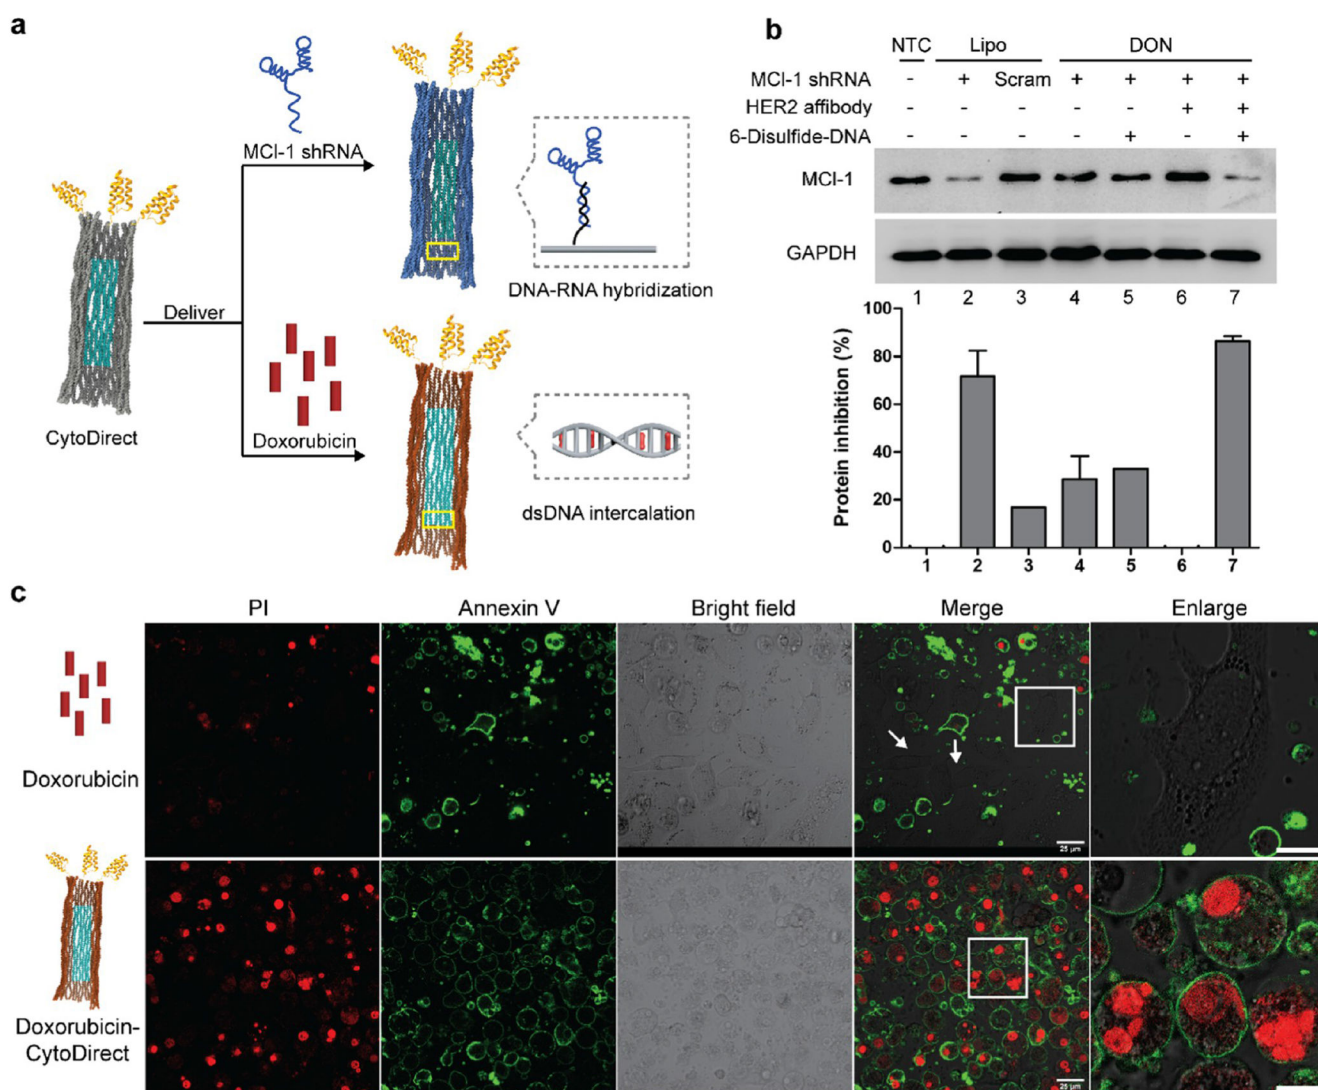 a
MCI-1 shRNA
DNA-RNA hybridization
Deliver
CytoDirect
Doxorubicin
dsDNA intercalation
b
NTC Lipo DON
MCI-1 shRNA - + Scram + + + +
HER2 affibody - - - - - + +
6-Disulfide-DNA - - - - + - +
MCI-1
GAPDH
1 2 3 4 5 6 7
Protein inhibition (%)
100
80
60
40
20
0
1 2 3 4 5 6 7
c
PI Annexin V Bright field Merge Enlarge
Doxorubicin
25 µm
Doxorubicin-
CytoDirect
25 µm